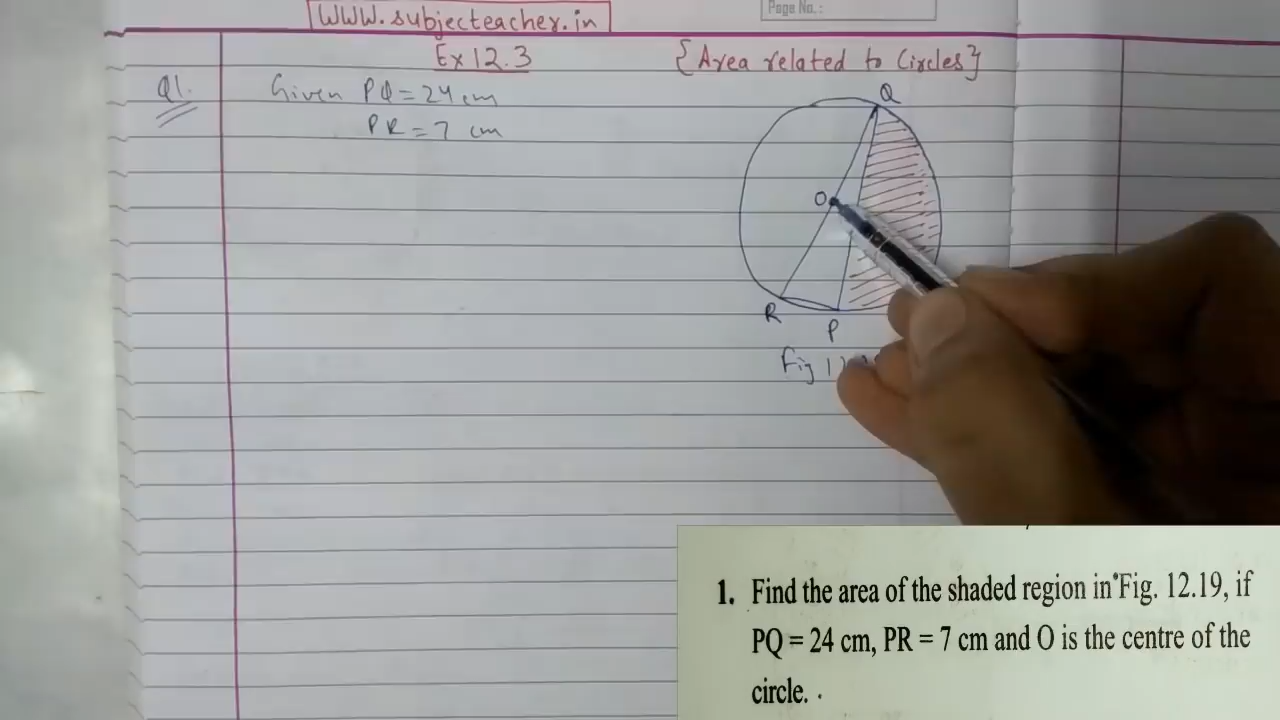 WWW.subjecteacher.in
Page No.:
Ex 12.3
{Area related to Circles}
Q1.
Given PQ = 24 cm
PR = 7 cm
Q
O
R
P
Fig
1. Find the area of the shaded region in Fig. 12.19, if
PQ = 24 cm, PR = 7 cm and O is the centre of the
circle.